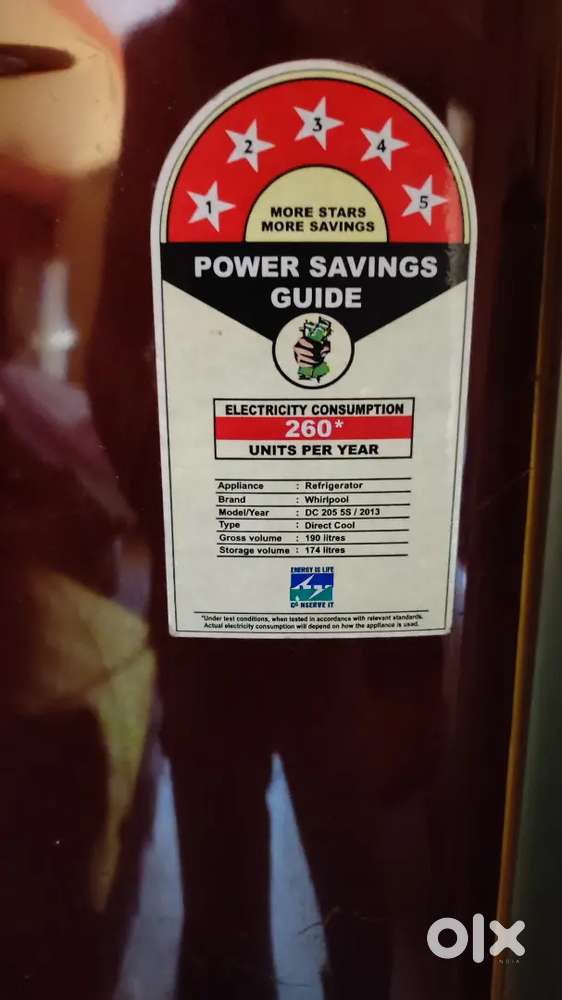 1 2 3 4 5
MORE STARS
MORE SAVINGS
POWER SAVINGS
GUIDE
ELECTRICITY CONSUMPTION
260*
UNITS PER YEAR
Appliance : Refrigerator
Brand : Whirlpool
Model/Year : DC 205 5S / 2013
Type : Direct Cool
Gross volume : 190 litres
Storage volume : 174 litres
ENERGY IS LIFE
CONSERVE IT
*Under test conditions, when tested in accordance with relevant standards.
Actual electricity consumption will depend on how the appliance is used.
olx
INDIA